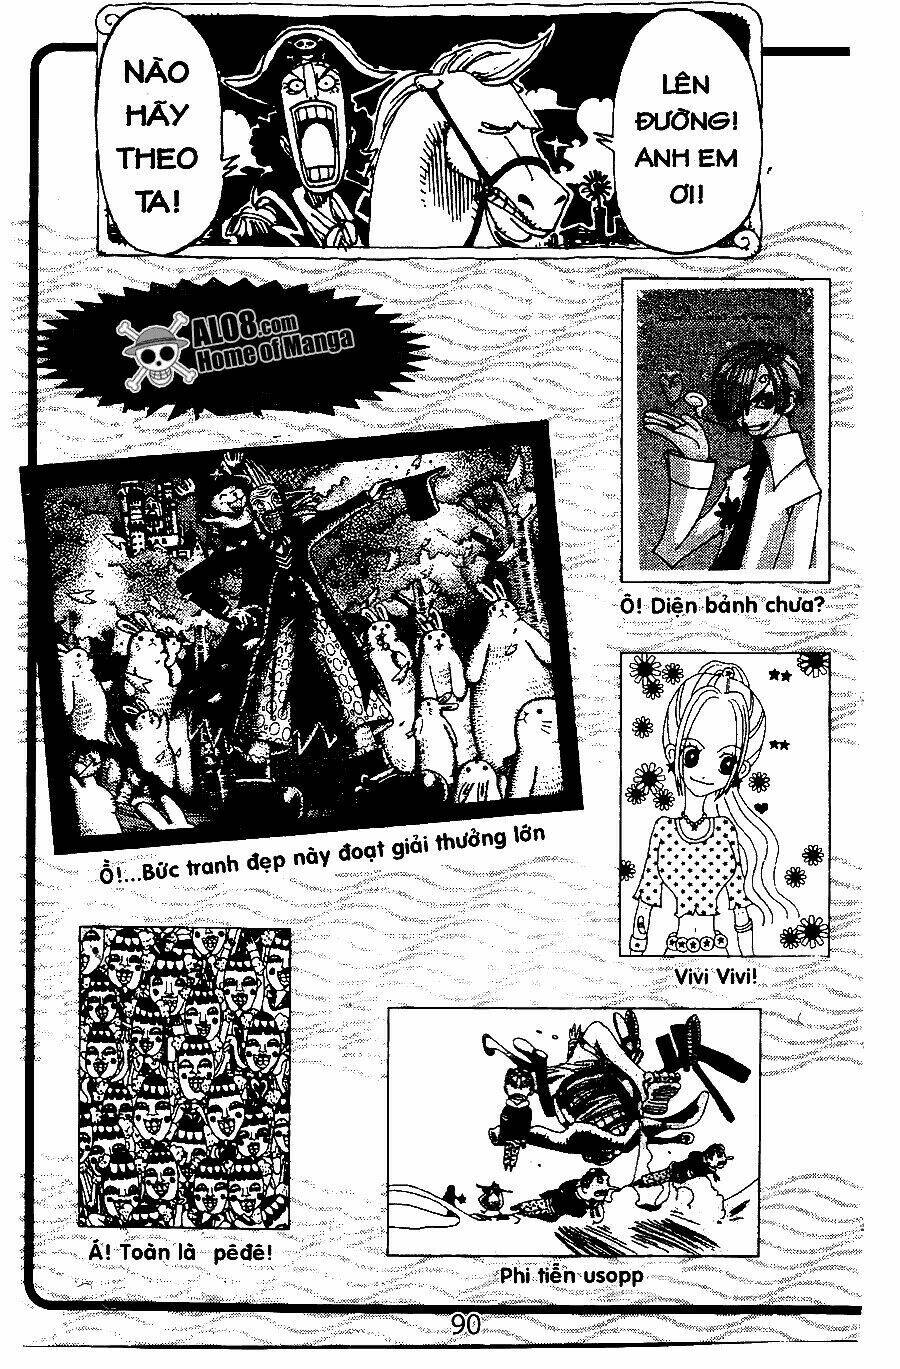 NÀO
HÃY
THEO
TA!
LÊN
ĐƯỜNG!
ANH EM
ƠI!
ALO8.com
Home of Manga
Ô! Diện bảnh chưa?
Ồ!...Bức tranh đẹp này đoạt giải thưởng lớn
Vivi Vivi!
Á! Toàn là pêđê!
Phi tiễn usopp
90